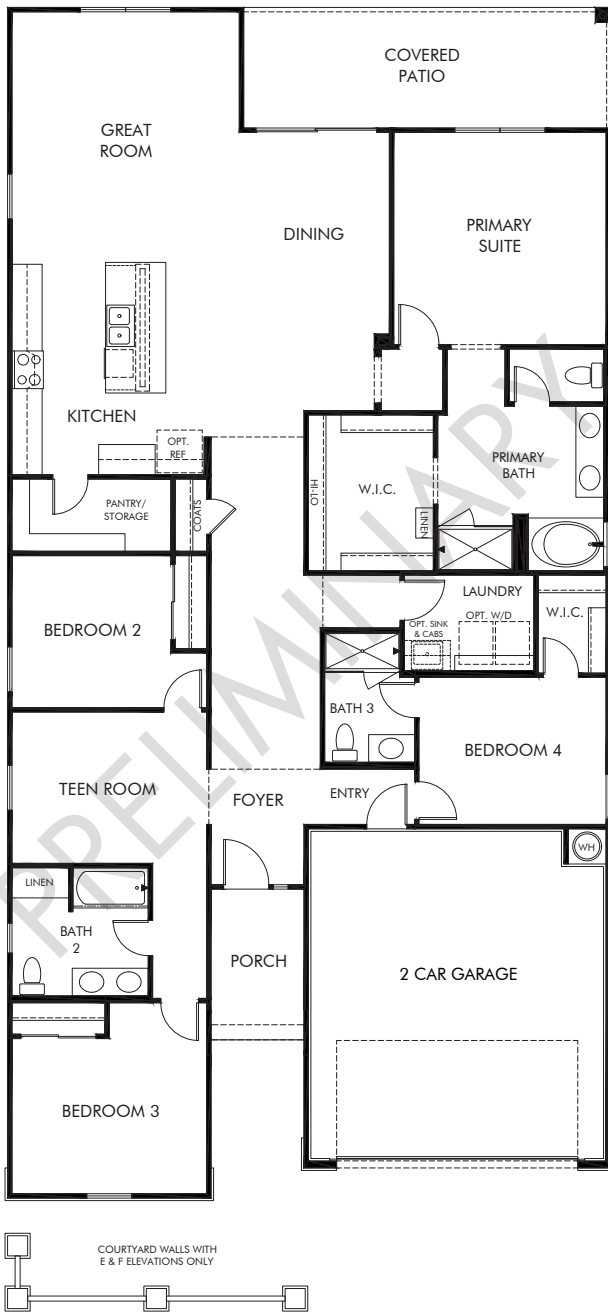 COVERED
PATIO
GREAT
ROOM
DINING
PRIMARY
SUITE
KITCHEN
OPT.
REF
PRIMARY
BATH
W.I.C.
HI-LO
LINEN
PANTRY/
STORAGE
COATS
LAUNDRY
OPT. W/D
OPT. SINK
& CABS
W.I.C.
BEDROOM 2
BATH 3
BEDROOM 4
TEEN ROOM
FOYER
ENTRY
WH
LINEN
BATH
2
PORCH
2 CAR GARAGE
BEDROOM 3
COURTYARD WALLS WITH
E & F ELEVATIONS ONLY
PRELIMINARY